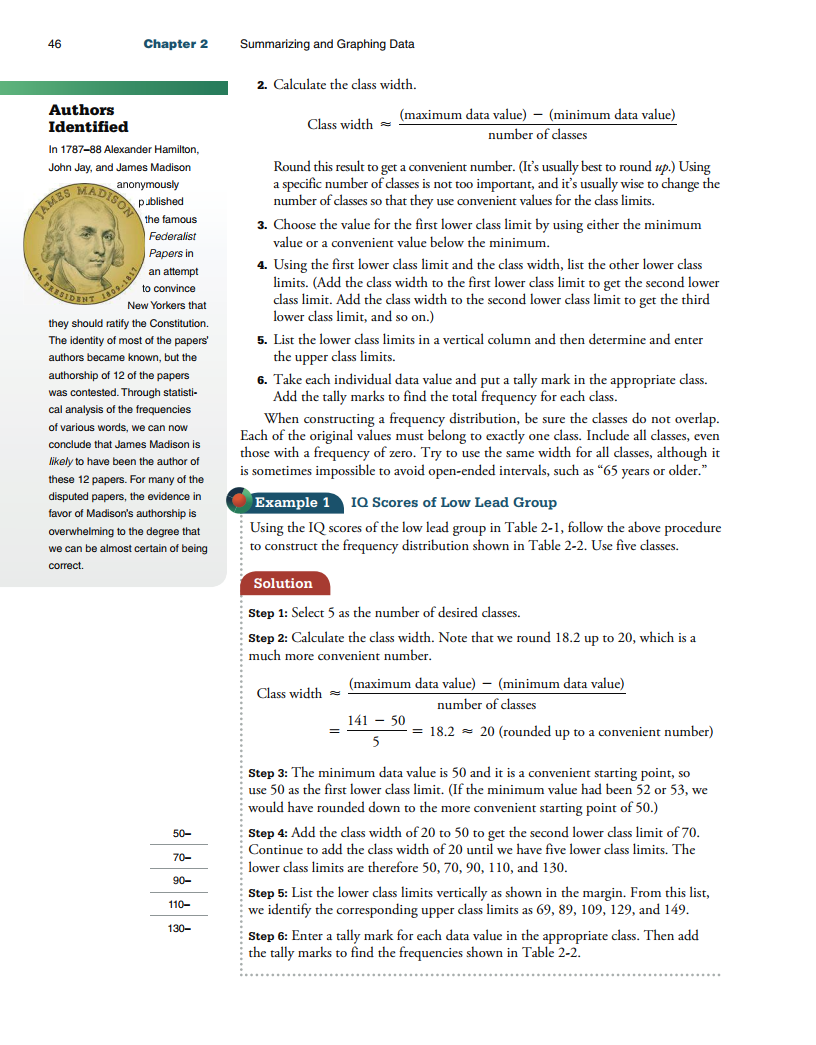 46 Chapter 2 Summarizing and Graphing Data
Authors
Identified
In 1787–88 Alexander Hamilton,
John Jay, and James Madison
anonymously
published
the famous
Federalist
Papers in
an attempt
to convince
New Yorkers that
they should ratify the Constitution.
The identity of most of the papers'
authors became known, but the
authorship of 12 of the papers
was contested. Through statisti-
cal analysis of the frequencies
of various words, we can now
conclude that James Madison is
likely to have been the author of
these 12 papers. For many of the
disputed papers, the evidence in
favor of Madison's authorship is
overwhelming to the degree that
we can be almost certain of being
correct.
JAMES MADISON
4th PRESIDENT 1809-1817
2. Calculate the class width.
Class width ≈ (maximum data value) − (minimum data value)
number of classes
Round this result to get a convenient number. (It's usually best to round up.) Using
a specific number of classes is not too important, and it's usually wise to change the
number of classes so that they use convenient values for the class limits.
3. Choose the value for the first lower class limit by using either the minimum
value or a convenient value below the minimum.
4. Using the first lower class limit and the class width, list the other lower class
limits. (Add the class width to the first lower class limit to get the second lower
class limit. Add the class width to the second lower class limit to get the third
lower class limit, and so on.)
5. List the lower class limits in a vertical column and then determine and enter
the upper class limits.
6. Take each individual data value and put a tally mark in the appropriate class.
Add the tally marks to find the total frequency for each class.
When constructing a frequency distribution, be sure the classes do not overlap.
Each of the original values must belong to exactly one class. Include all classes, even
those with a frequency of zero. Try to use the same width for all classes, although it
is sometimes impossible to avoid open-ended intervals, such as “65 years or older.”
Example 1 IQ Scores of Low Lead Group
Using the IQ scores of the low lead group in Table 2-1, follow the above procedure
to construct the frequency distribution shown in Table 2-2. Use five classes.
Solution
Step 1: Select 5 as the number of desired classes.
Step 2: Calculate the class width. Note that we round 18.2 up to 20, which is a
much more convenient number.
Class width ≈ (maximum data value) − (minimum data value)
number of classes
= 141 − 50 = 18.2 ≈ 20 (rounded up to a convenient number)
5
Step 3: The minimum data value is 50 and it is a convenient starting point, so
use 50 as the first lower class limit. (If the minimum value had been 52 or 53, we
would have rounded down to the more convenient starting point of 50.)
Step 4: Add the class width of 20 to 50 to get the second lower class limit of 70.
Continue to add the class width of 20 until we have five lower class limits. The
lower class limits are therefore 50, 70, 90, 110, and 130.
Step 5: List the lower class limits vertically as shown in the margin. From this list,
we identify the corresponding upper class limits as 69, 89, 109, 129, and 149.
Step 6: Enter a tally mark for each data value in the appropriate class. Then add
the tally marks to find the frequencies shown in Table 2-2.
50–
70–
90–
110–
130–